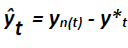 ŷₜ = yₙ₍ₜ₎ - y*ₜ